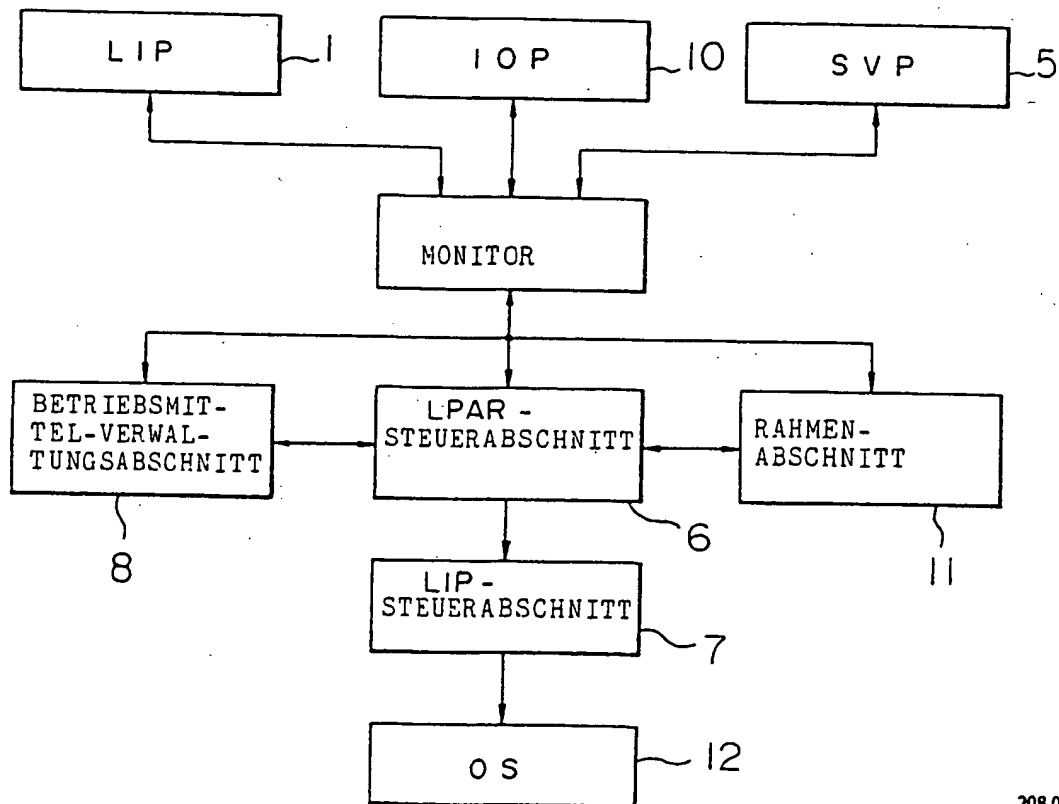 LIP
1
IOP
10
SVP
5
MONITOR
BETRIEBSMIT-
TEL-VERWAL-
TUNGSABSCHNITT
8
LPAR-
STEUERABSCHNITT
6
RAHMEN-
ABSCHNITT
11
LIP-
STEUERABSCHNITT
7
OS
12